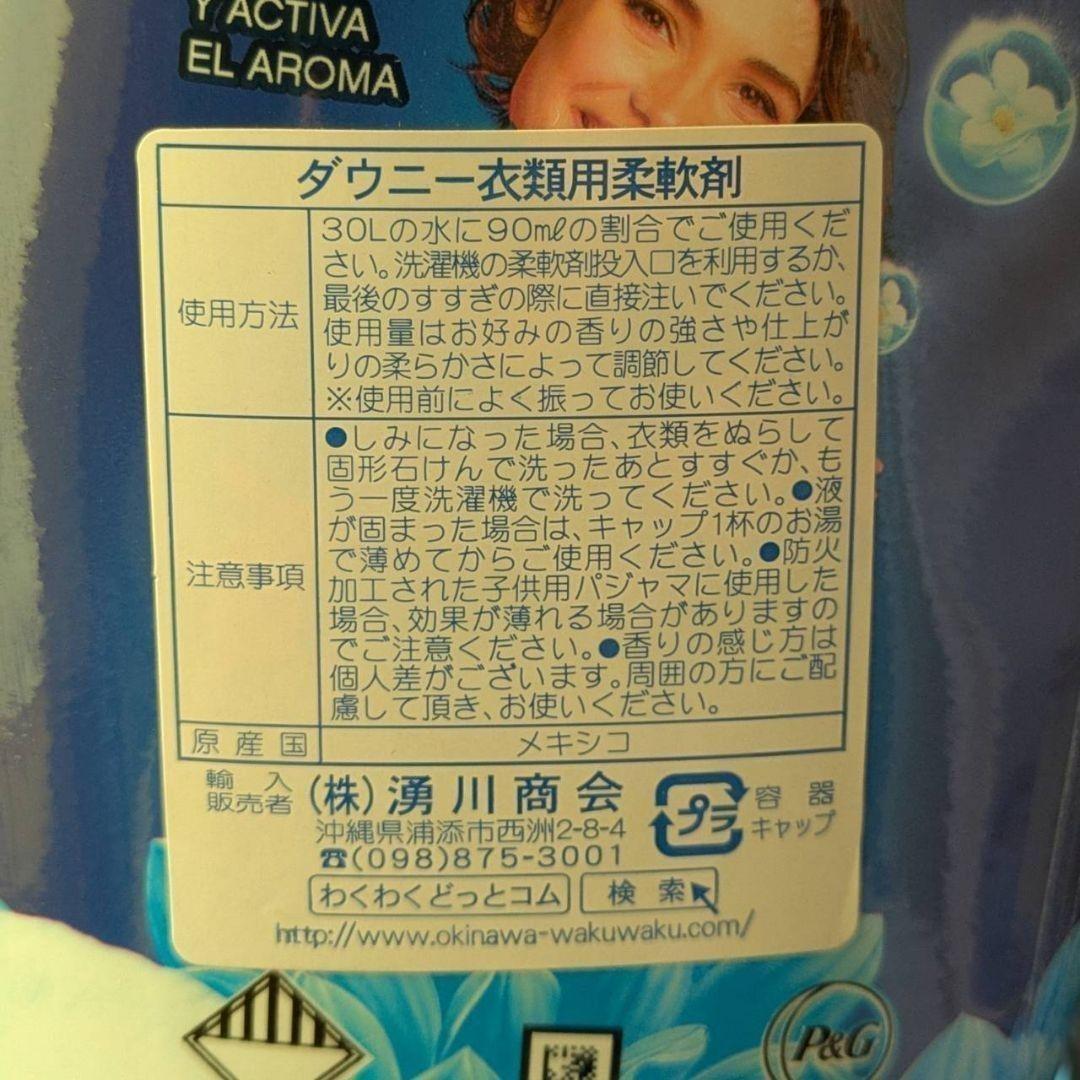 Y ACTIVA
EL AROMA
ダウニー衣類用柔軟剤
使用方法
30Lの水に90mℓの割合でご使用くだ
さい。洗濯機の柔軟剤投入口を利用するか、
最後のすすぎの際に直接注いでください。
使用量はお好みの香りの強さや仕上が
りの柔らかさによって調節してください。
※使用前によく振ってお使いください。
注意事項
●しみになった場合、衣類をぬらして
固形石けんで洗ったあとすすぐか、も
う一度洗濯機で洗ってください。●液
が固まった場合は、キャップ1杯のお湯
で薄めてからご使用ください。●防火
加工された子供用パジャマに使用した
場合、効果が薄れる場合がありますの
でご注意ください。●香りの感じ方は
個人差がございます。周囲の方にご配
慮して頂き、お使いください。
原産国
メキシコ
輸入
販売者
(株)湧川商会
沖縄県浦添市西洲2-8-4
☎(098)875-3001
プラ
容器
キャップ
わくわくどっとコム
検索
http://www.okinawa-wakuwaku.com/
P&G